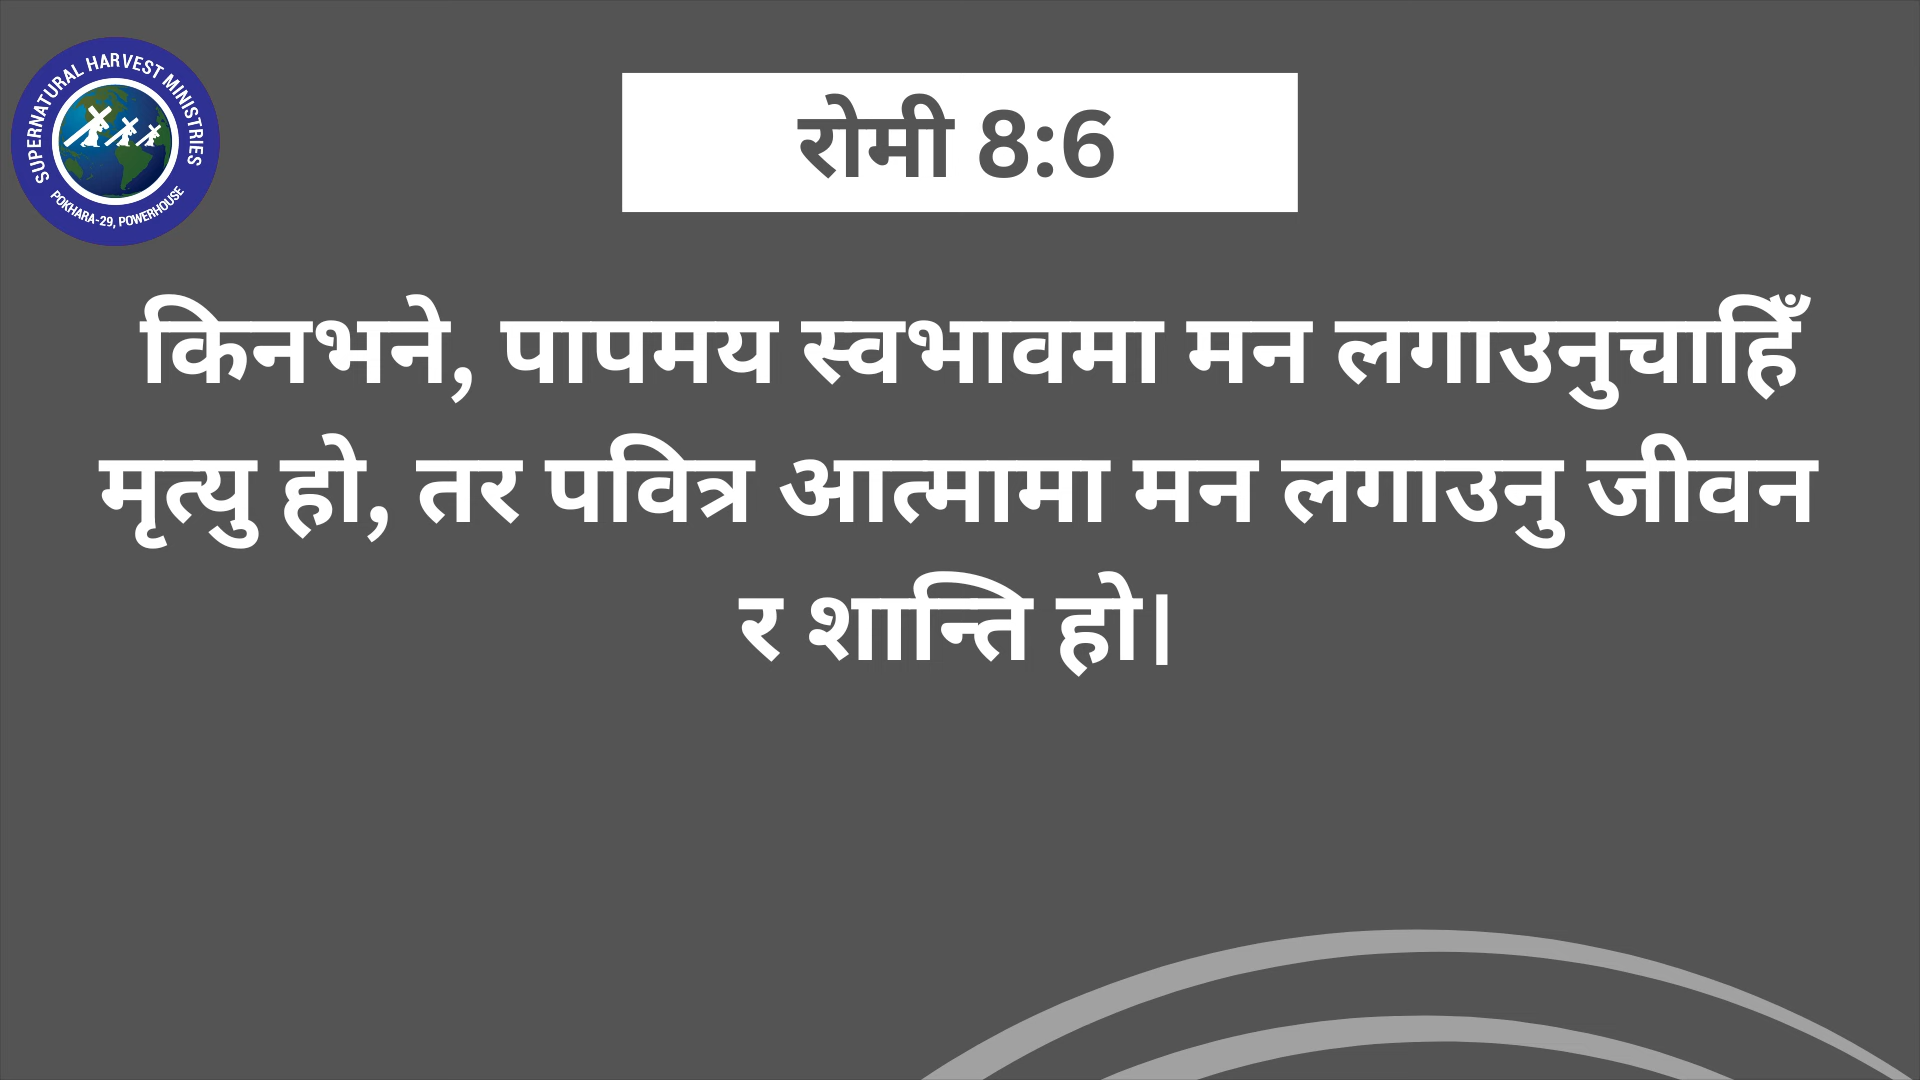 SUPERNATURAL HARVEST MINISTRIES
POKHARA-29, POWERHOUSE
रोमी 8:6
किनभने, पापमय स्वभावमा मन लगाउनुचाहिँ
मृत्यु हो, तर पवित्र आत्मामा मन लगाउनु जीवन
र शान्ति हो।